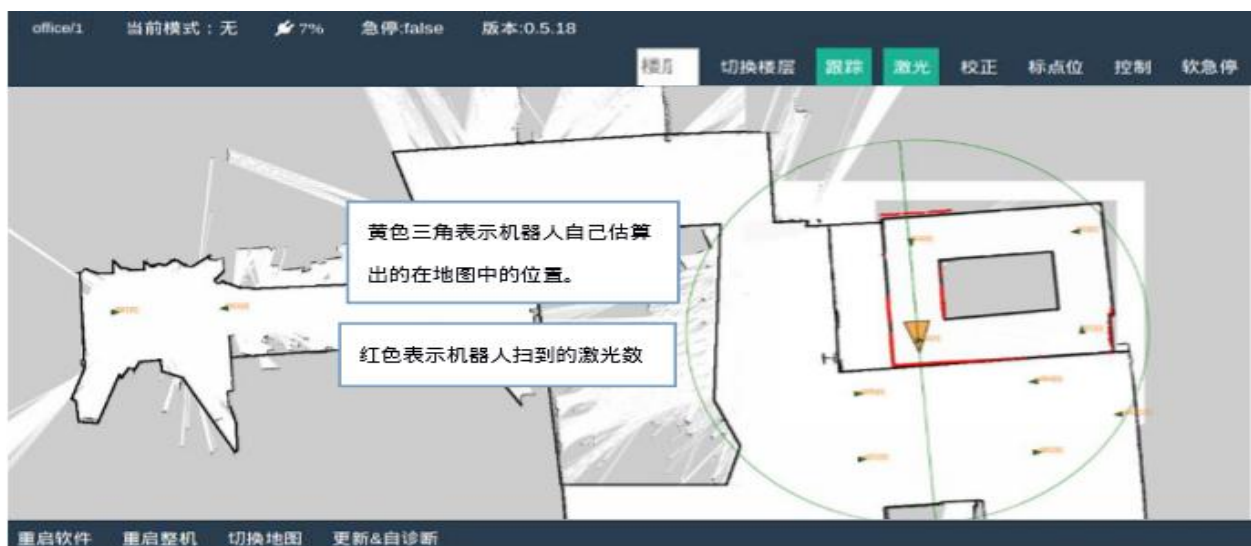 office/1 当前模式：无 7% 急停:false 版本:0.5.18
切换楼层 跟踪 激光 校正 标点位 控制 软急停
黄色三角表示机器人自己估算
出的在地图中的位置。
红色表示机器人扫到的激光数
重启软件 重启整机 切换地图 更新&自诊断